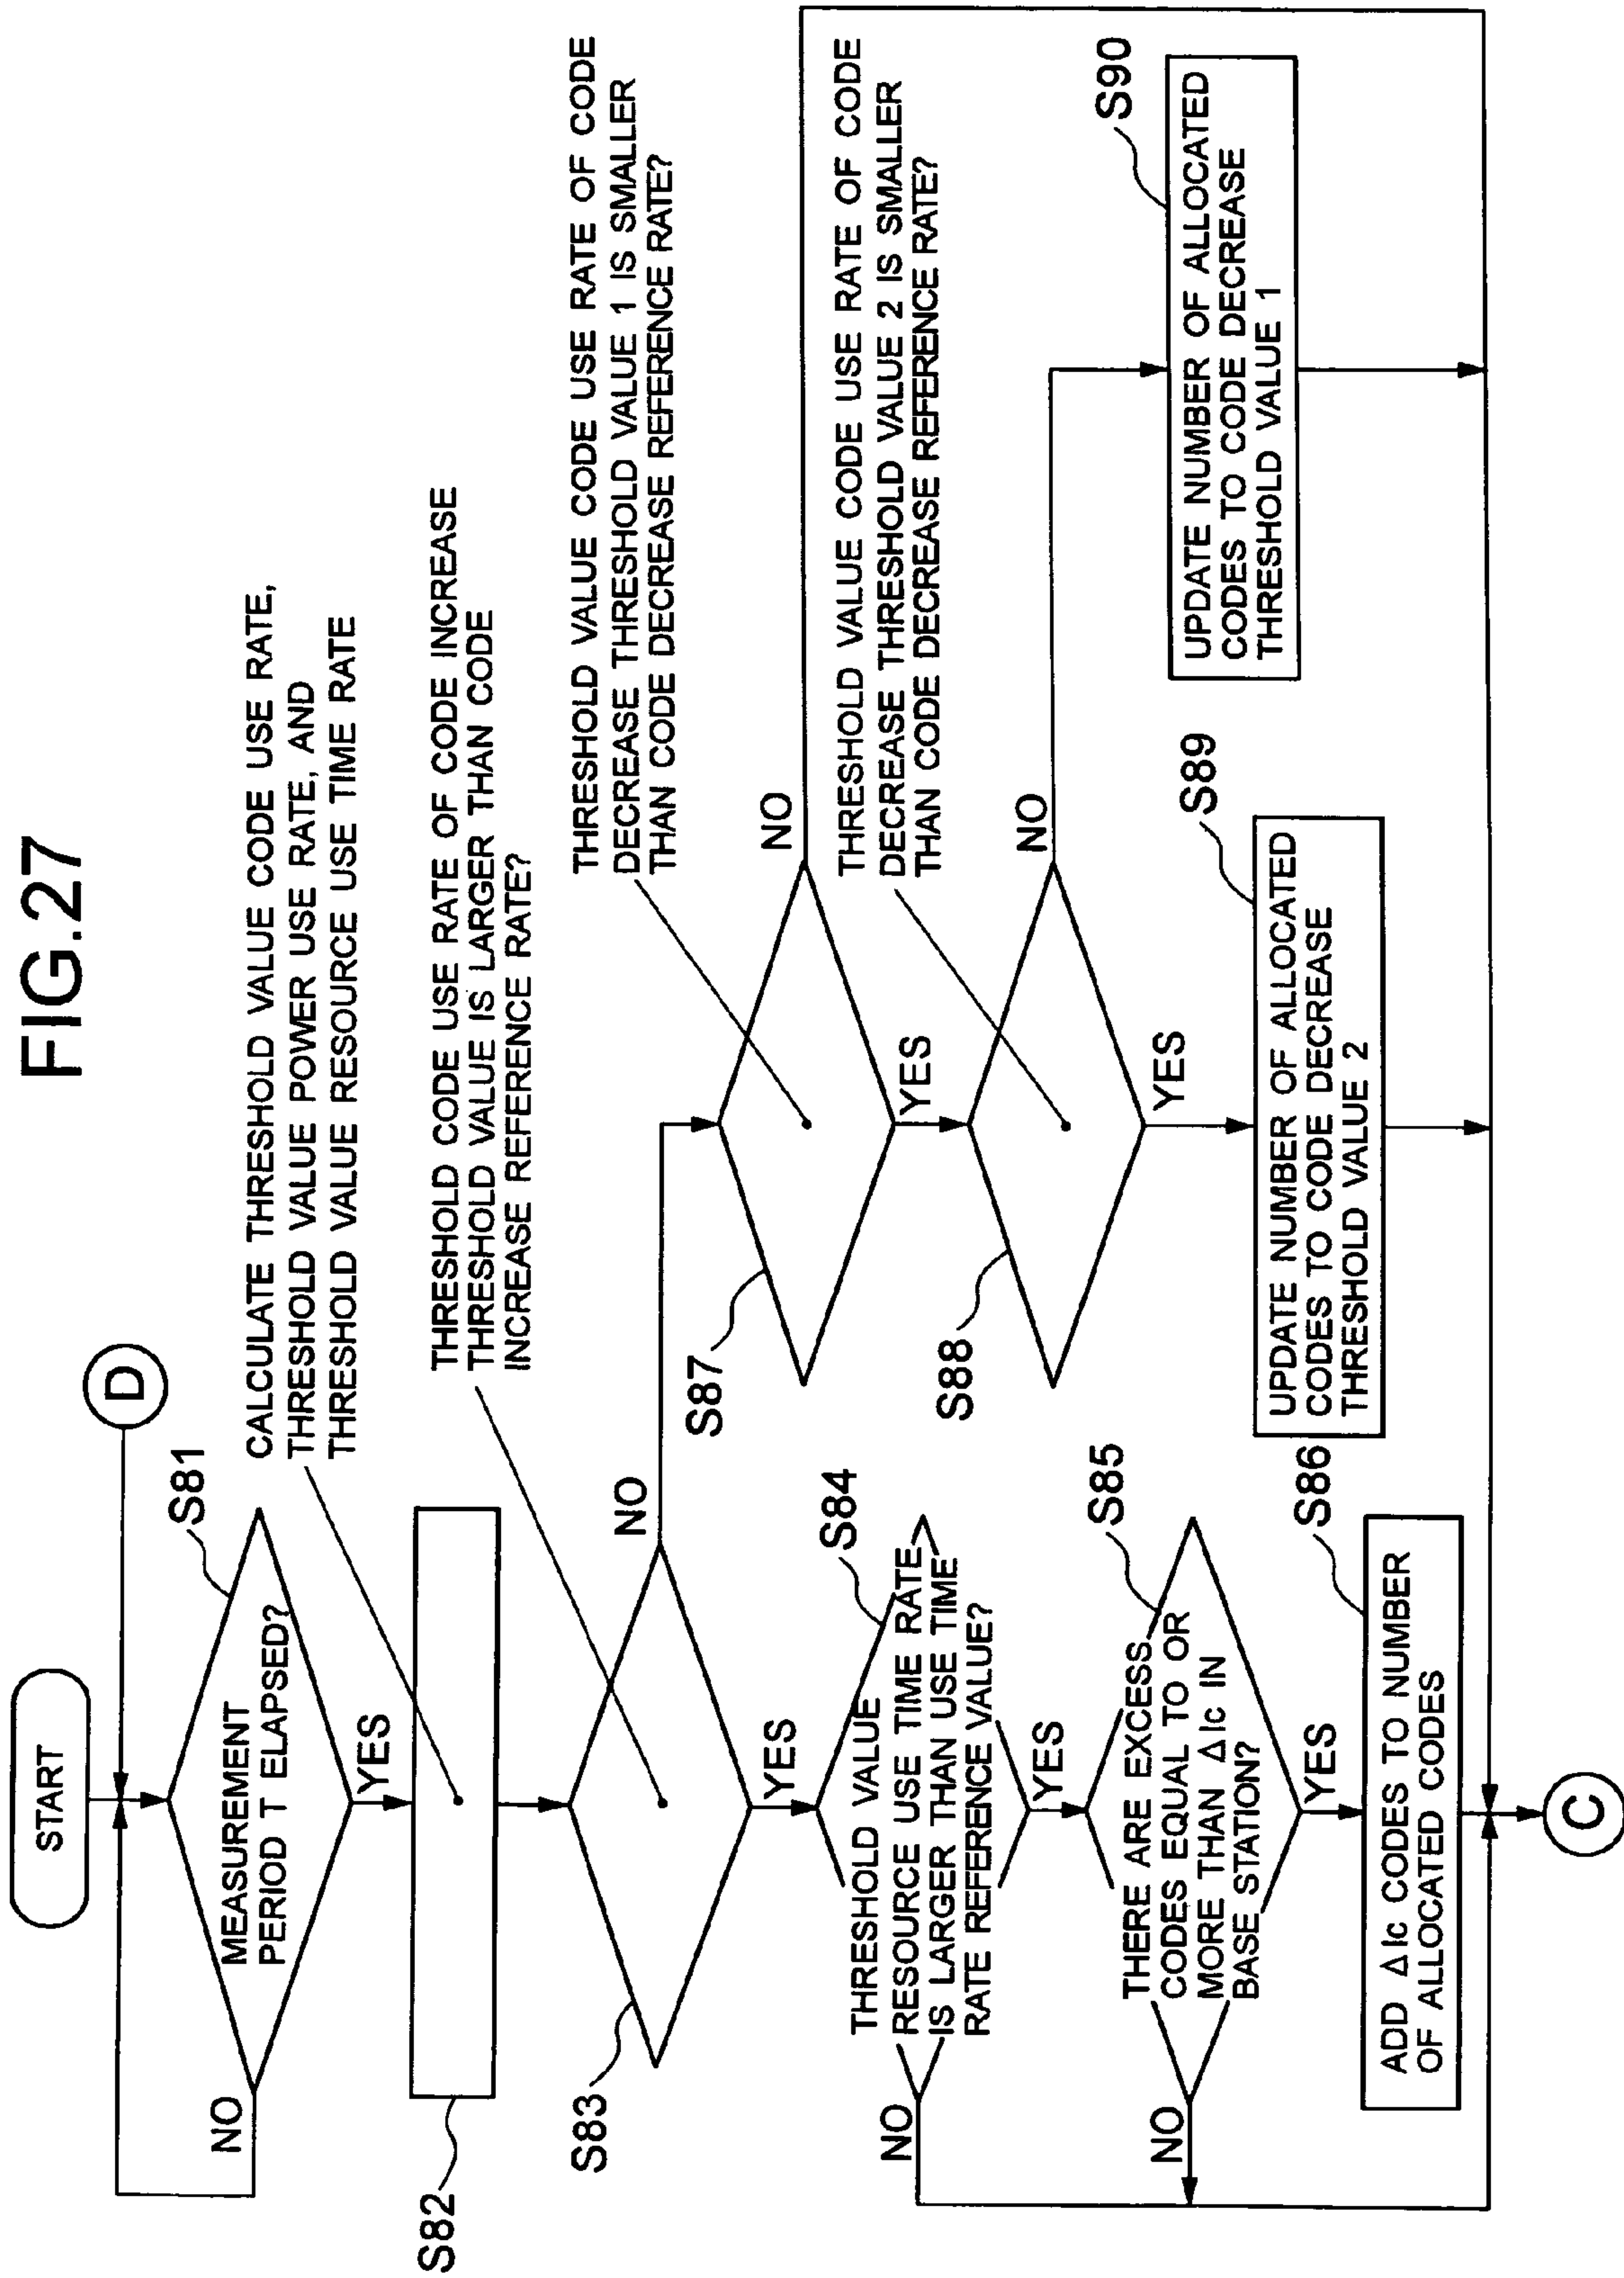 FIG.27
START
D
S81
MEASUREMENT
PERIOD T ELAPSED?
NO
YES
CALCULATE THRESHOLD VALUE CODE USE RATE,
THRESHOLD VALUE POWER USE RATE, AND
THRESHOLD VALUE RESOURCE USE TIME RATE
S82
THRESHOLD CODE USE RATE OF CODE INCREASE
THRESHOLD VALUE IS LARGER THAN CODE
INCREASE REFERENCE RATE?
S83
NO
YES
THRESHOLD VALUE CODE USE RATE OF CODE
DECREASE THRESHOLD VALUE 1 IS SMALLER
THAN CODE DECREASE REFERENCE RATE?
S87
NO
YES
S84
THRESHOLD VALUE
RESOURCE USE TIME RATE
IS LARGER THAN USE TIME
RATE REFERENCE VALUE?
NO
YES
THRESHOLD VALUE CODE USE RATE OF CODE
DECREASE THRESHOLD VALUE 2 IS SMALLER
THAN CODE DECREASE REFERENCE RATE?
S88
NO
YES
S85
THERE ARE EXCESS
CODES EQUAL TO OR
MORE THAN ΔIc IN
BASE STATION?
NO
YES
S86
ADD ΔIc CODES TO NUMBER
OF ALLOCATED CODES
S89
UPDATE NUMBER OF ALLOCATED
CODES TO CODE DECREASE
THRESHOLD VALUE 2
S90
UPDATE NUMBER OF ALLOCATED
CODES TO CODE DECREASE
THRESHOLD VALUE 1
C